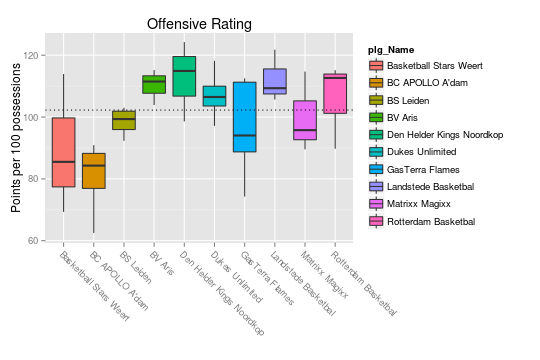 Offensive Rating
Points per 100 possessions
120
100
80
60
Basketball Stars Weert
BC APOLLO A'dam
BS Leiden
BV Aris
Den Helder Kings Noordkop
Dukes Unlimited
GasTerra Flames
Landstede Basketbal
Matrixx Magixx
Rotterdam Basketbal
plg_Name
Basketball Stars Weert
BC APOLLO A'dam
BS Leiden
BV Aris
Den Helder Kings Noordkop
Dukes Unlimited
GasTerra Flames
Landstede Basketbal
Matrixx Magixx
Rotterdam Basketbal